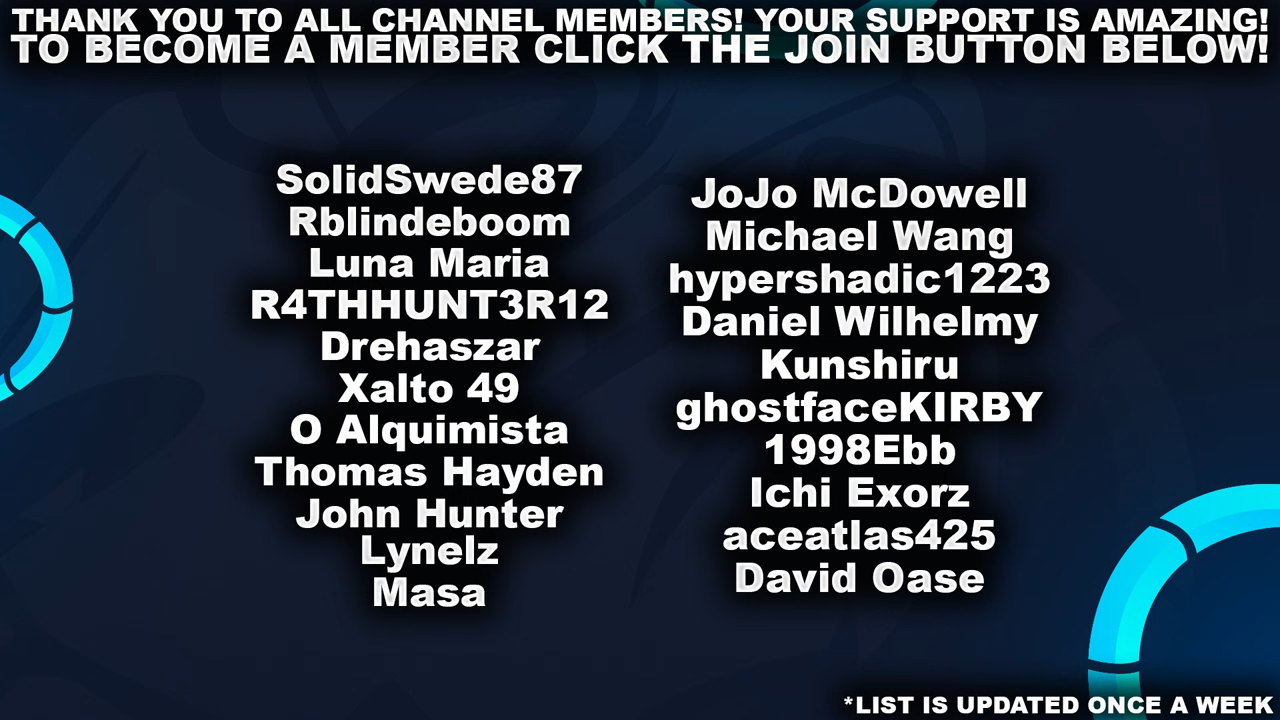 THANK YOU TO ALL CHANNEL MEMBERS! YOUR SUPPORT IS AMAZING!
TO BECOME A MEMBER CLICK THE JOIN BUTTON BELOW!
SolidSwede87
Rblindeboom
Luna Maria
R4THHUNT3R12
Drehaszar
Xalto 49
O Alquimista
Thomas Hayden
John Hunter
Lynelz
Masa
JoJo McDowell
Michael Wang
hypershadic1223
Daniel Wilhelmy
Kunshiru
ghostfaceKIRBY
1998Ebb
Ichi Exorz
aceatlas425
David Oase
*LIST IS UPDATED ONCE A WEEK